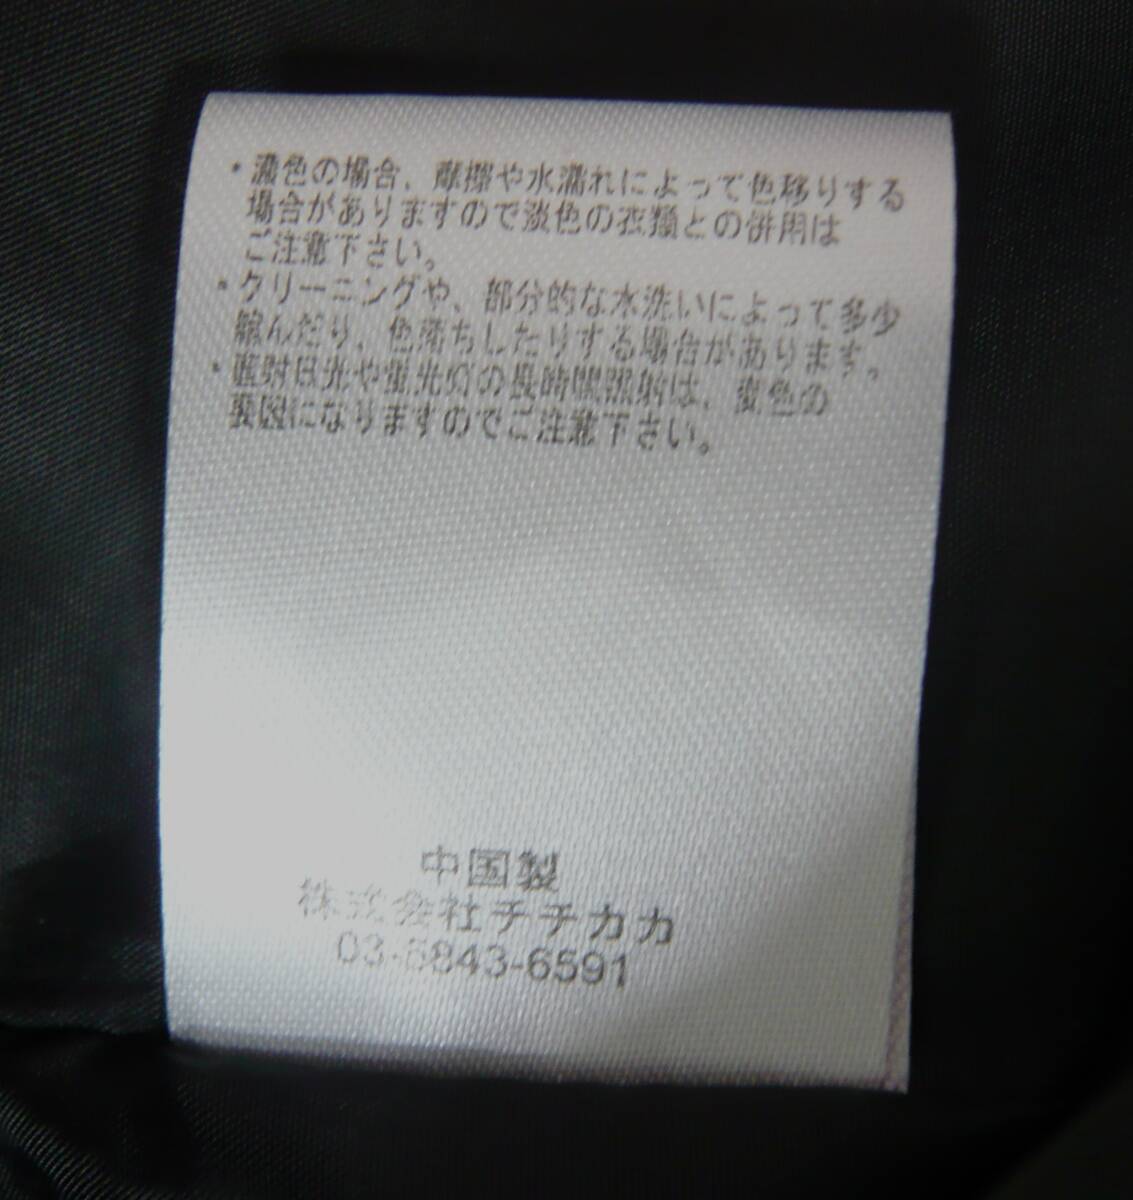 ・濃色の場合、摩擦や水濡れによって色移りする
場合がありますので淡色の衣類との併用は
ご注意下さい。
・クリーニングや、部分的な水洗いによって多少
縮んだり、色落ちしたりする場合があります。
・直射日光や蛍光灯の長時間照射は、変色の
要因になりますのでご注意下さい。
中国製
株式会社チチカカ
03-5843-6591